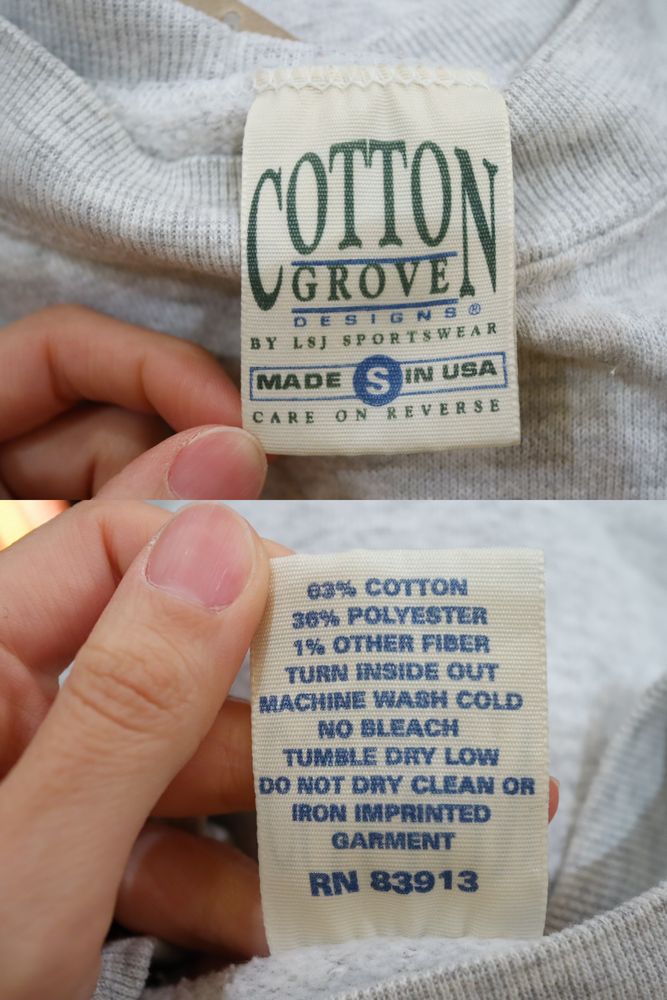 COTTON
GROVE
DESIGNS®
BY LSJ SPORTSWEAR
MADE S IN USA
CARE ON REVERSE
63% COTTON
36% POLYESTER
1% OTHER FIBER
TURN INSIDE OUT
MACHINE WASH COLD
NO BLEACH
TUMBLE DRY LOW
DO NOT DRY CLEAN OR
IRON IMPRINTED
GARMENT
RN 83913